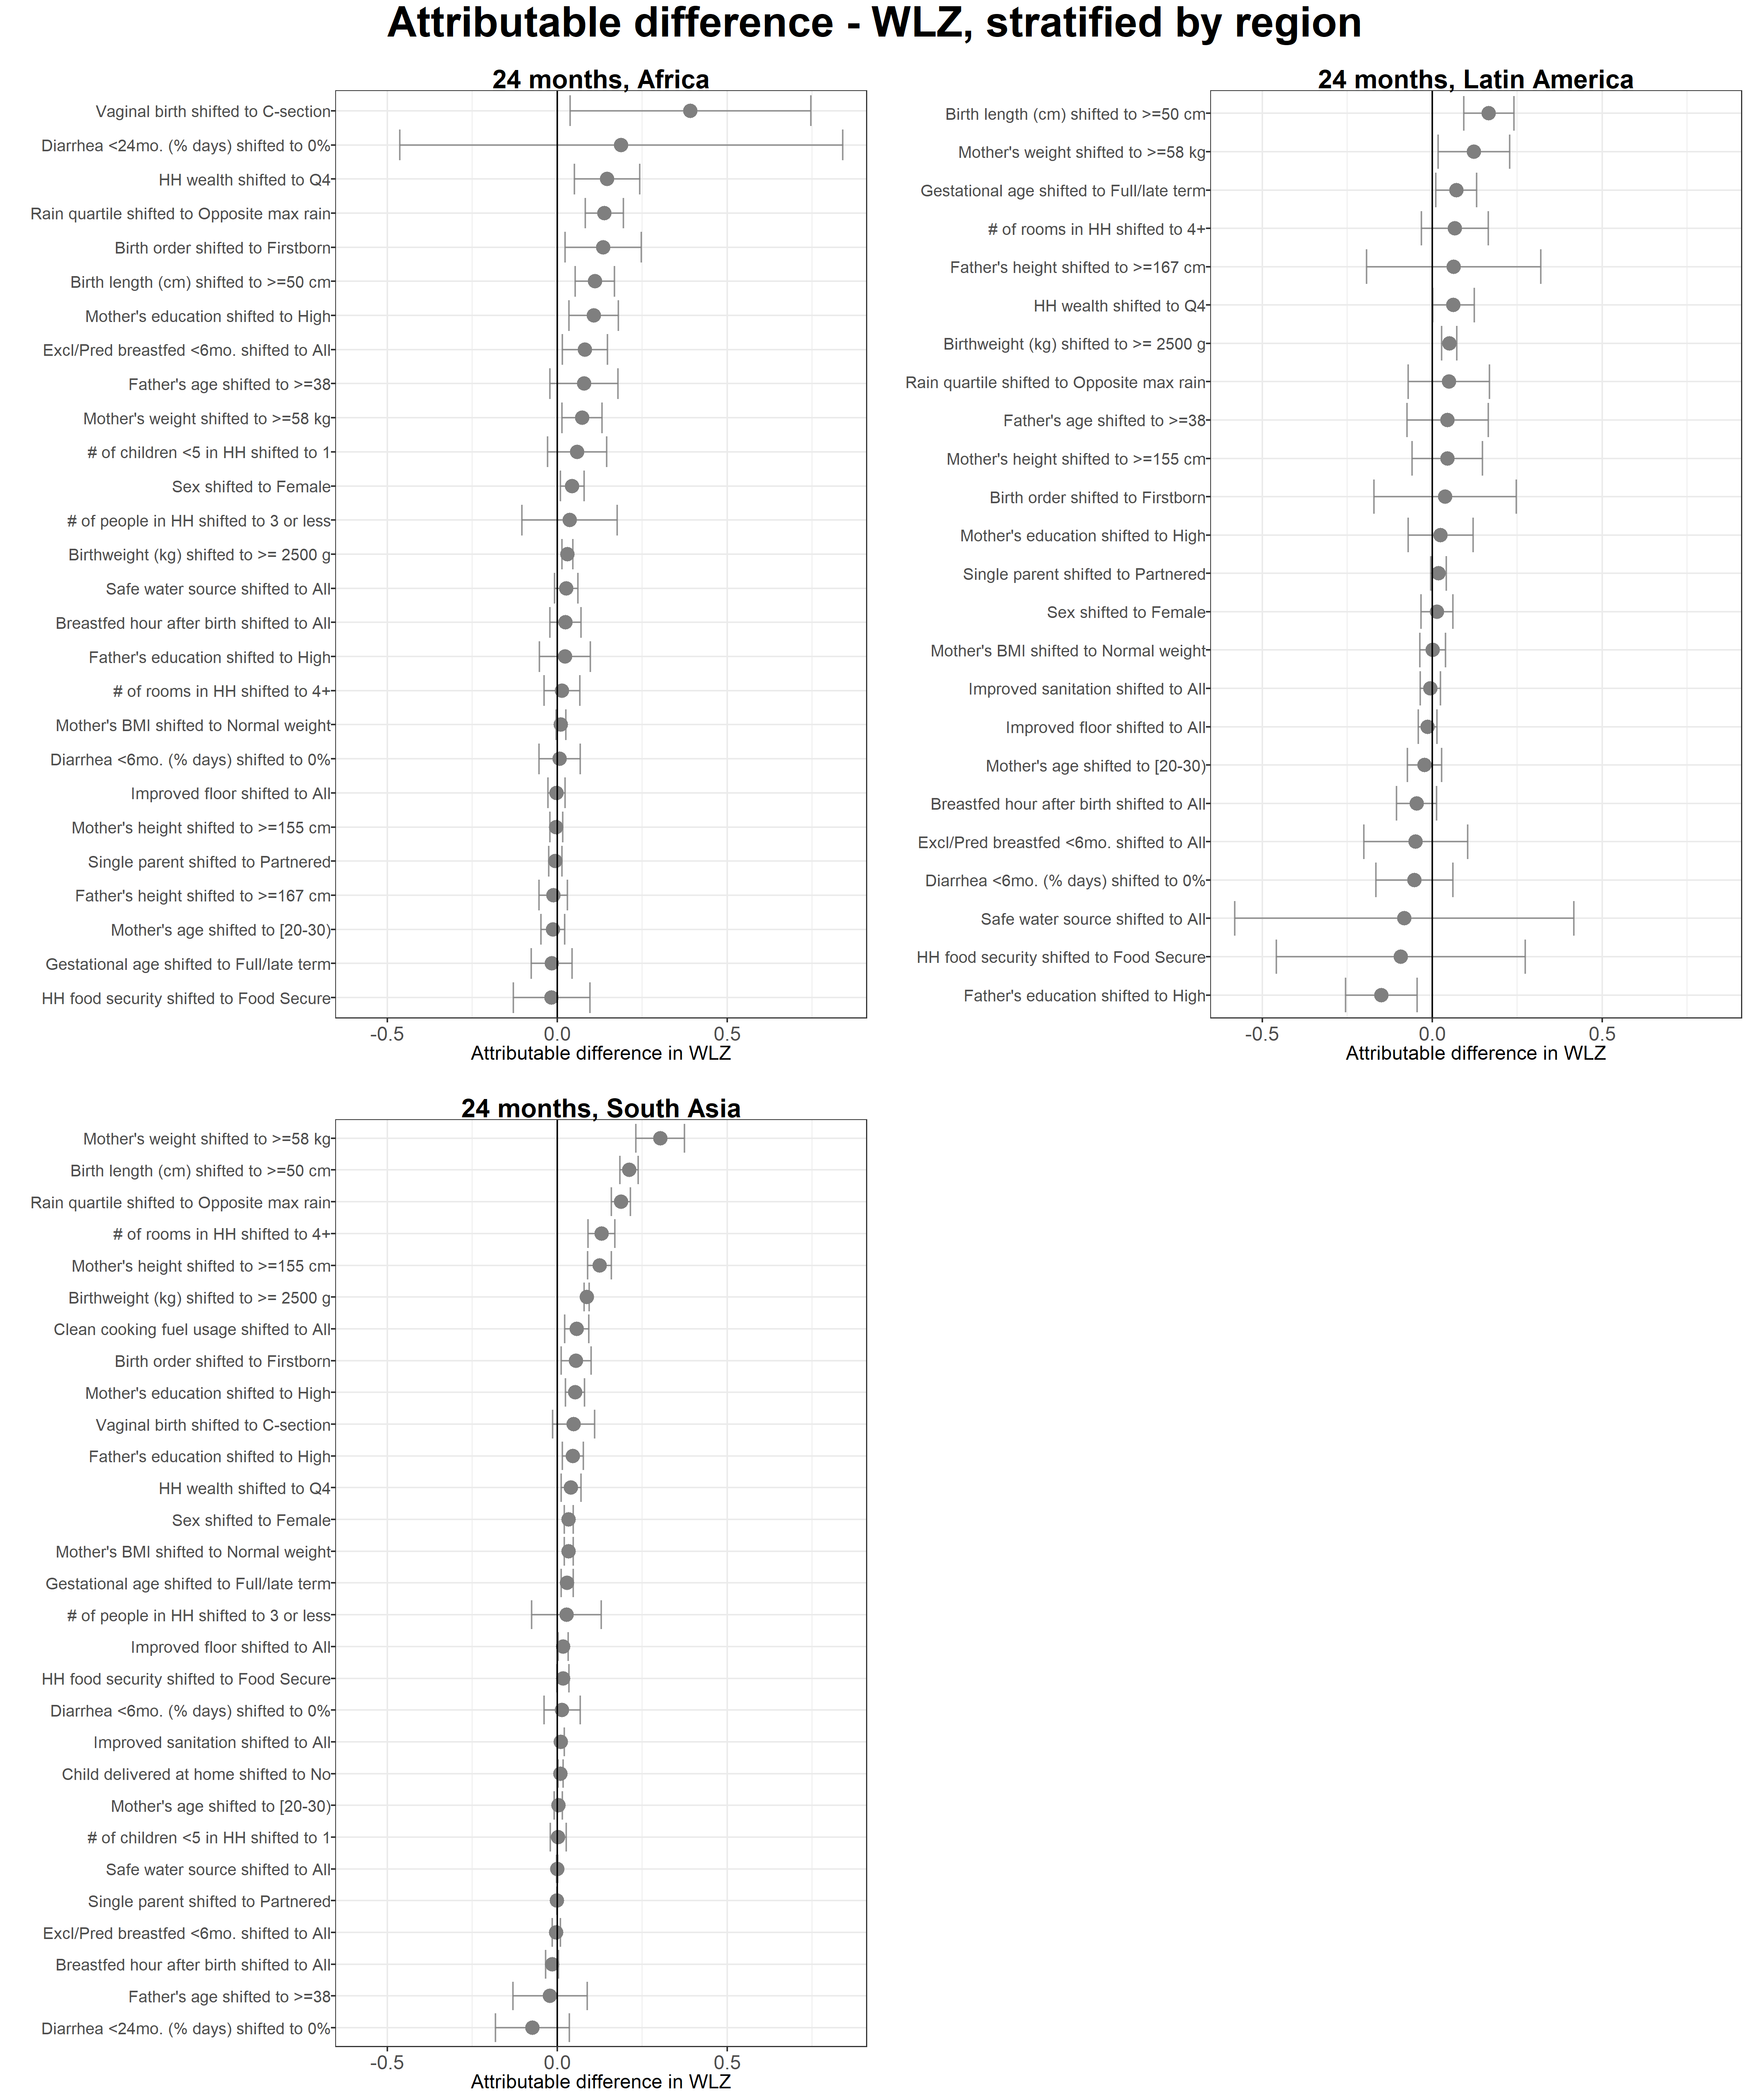 Attributable difference - WLZ, stratified by region
24 months, Africa
Vaginal birth shifted to C-section
Diarrhea <24mo. (% days) shifted to 0%
HH wealth shifted to Q4
Rain quartile shifted to Opposite max rain
Birth order shifted to Firstborn
Birth length (cm) shifted to >=50 cm
Mother's education shifted to High
Excl/Pred breastfed <6mo. shifted to All
Father's age shifted to >=38
Mother's weight shifted to >=58 kg
# of children <5 in HH shifted to 1
Sex shifted to Female
# of people in HH shifted to 3 or less
Birthweight (kg) shifted to >= 2500 g
Safe water source shifted to All
Breastfed hour after birth shifted to All
Father's education shifted to High
# of rooms in HH shifted to 4+
Mother's BMI shifted to Normal weight
Diarrhea <6mo. (% days) shifted to 0%
Improved floor shifted to All
Mother's height shifted to >=155 cm
Single parent shifted to Partnered
Father's height shifted to >=167 cm
Mother's age shifted to [20-30)
Gestational age shifted to Full/late term
HH food security shifted to Food Secure
-0.5 0.0 0.5
Attributable difference in WLZ
24 months, Latin America
Birth length (cm) shifted to >=50 cm
Mother's weight shifted to >=58 kg
Gestational age shifted to Full/late term
# of rooms in HH shifted to 4+
Father's height shifted to >=167 cm
HH wealth shifted to Q4
Birthweight (kg) shifted to >= 2500 g
Rain quartile shifted to Opposite max rain
Father's age shifted to >=38
Mother's height shifted to >=155 cm
Birth order shifted to Firstborn
Mother's education shifted to High
Single parent shifted to Partnered
Sex shifted to Female
Mother's BMI shifted to Normal weight
Improved sanitation shifted to All
Improved floor shifted to All
Mother's age shifted to [20-30)
Breastfed hour after birth shifted to All
Excl/Pred breastfed <6mo. shifted to All
Diarrhea <6mo. (% days) shifted to 0%
Safe water source shifted to All
HH food security shifted to Food Secure
Father's education shifted to High
-0.5 0.0 0.5
Attributable difference in WLZ
24 months, South Asia
Mother's weight shifted to >=58 kg
Birth length (cm) shifted to >=50 cm
Rain quartile shifted to Opposite max rain
# of rooms in HH shifted to 4+
Mother's height shifted to >=155 cm
Birthweight (kg) shifted to >= 2500 g
Clean cooking fuel usage shifted to All
Birth order shifted to Firstborn
Mother's education shifted to High
Vaginal birth shifted to C-section
Father's education shifted to High
HH wealth shifted to Q4
Sex shifted to Female
Mother's BMI shifted to Normal weight
Gestational age shifted to Full/late term
# of people in HH shifted to 3 or less
Improved floor shifted to All
HH food security shifted to Food Secure
Diarrhea <6mo. (% days) shifted to 0%
Improved sanitation shifted to All
Child delivered at home shifted to No
Mother's age shifted to [20-30)
# of children <5 in HH shifted to 1
Safe water source shifted to All
Single parent shifted to Partnered
Excl/Pred breastfed <6mo. shifted to All
Breastfed hour after birth shifted to All
Father's age shifted to >=38
Diarrhea <24mo. (% days) shifted to 0%
-0.5 0.0 0.5
Attributable difference in WLZ